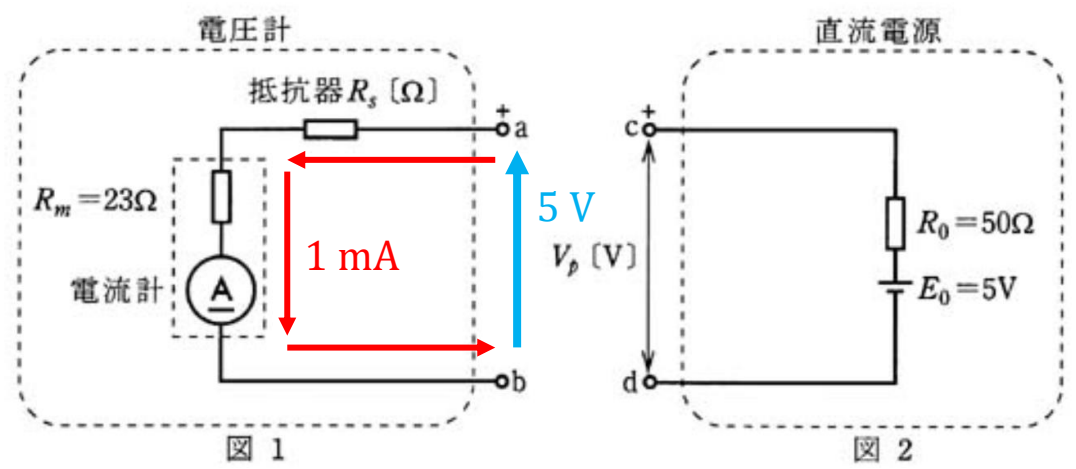 電圧計
抵抗器Rₛ〔Ω〕
+
a
Rₘ=23Ω
1 mA
5 V
電流計
A
b
図 1
直流電源
+
c
Vₚ〔V〕
R₀=50Ω
E₀=5V
d
図 2